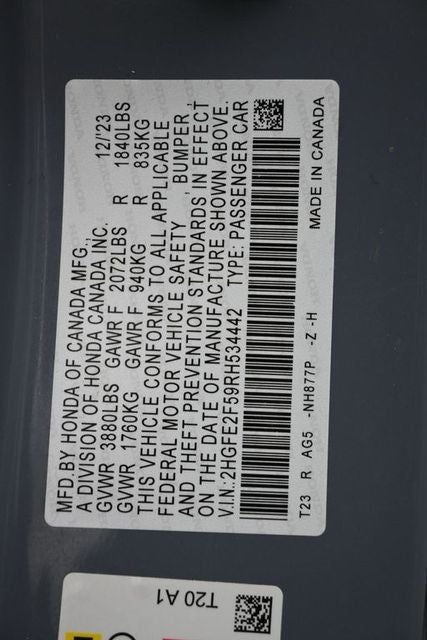 MFD.BY HONDA OF CANADA MFG.,
A DIVISION OF HONDA CANADA INC. 12/'23
GVWR 3880LBS GAWR F 2072LBS R 1840LBS
GVWR 1760KG GAWR F 940KG R 835KG
THIS VEHICLE CONFORMS TO ALL APPLICABLE
FEDERAL MOTOR VEHICLE SAFETY , BUMPER,
AND THEFT PREVENTION STANDARDS IN EFFECT
ON THE DATE OF MANUFACTURE SHOWN ABOVE.
V.I.N.:2HGFE2F59RH534442 TYPE: PASSENGER CAR
T23 R AG5 -NH877P -Z -H MADE IN CANADA
T20 A1